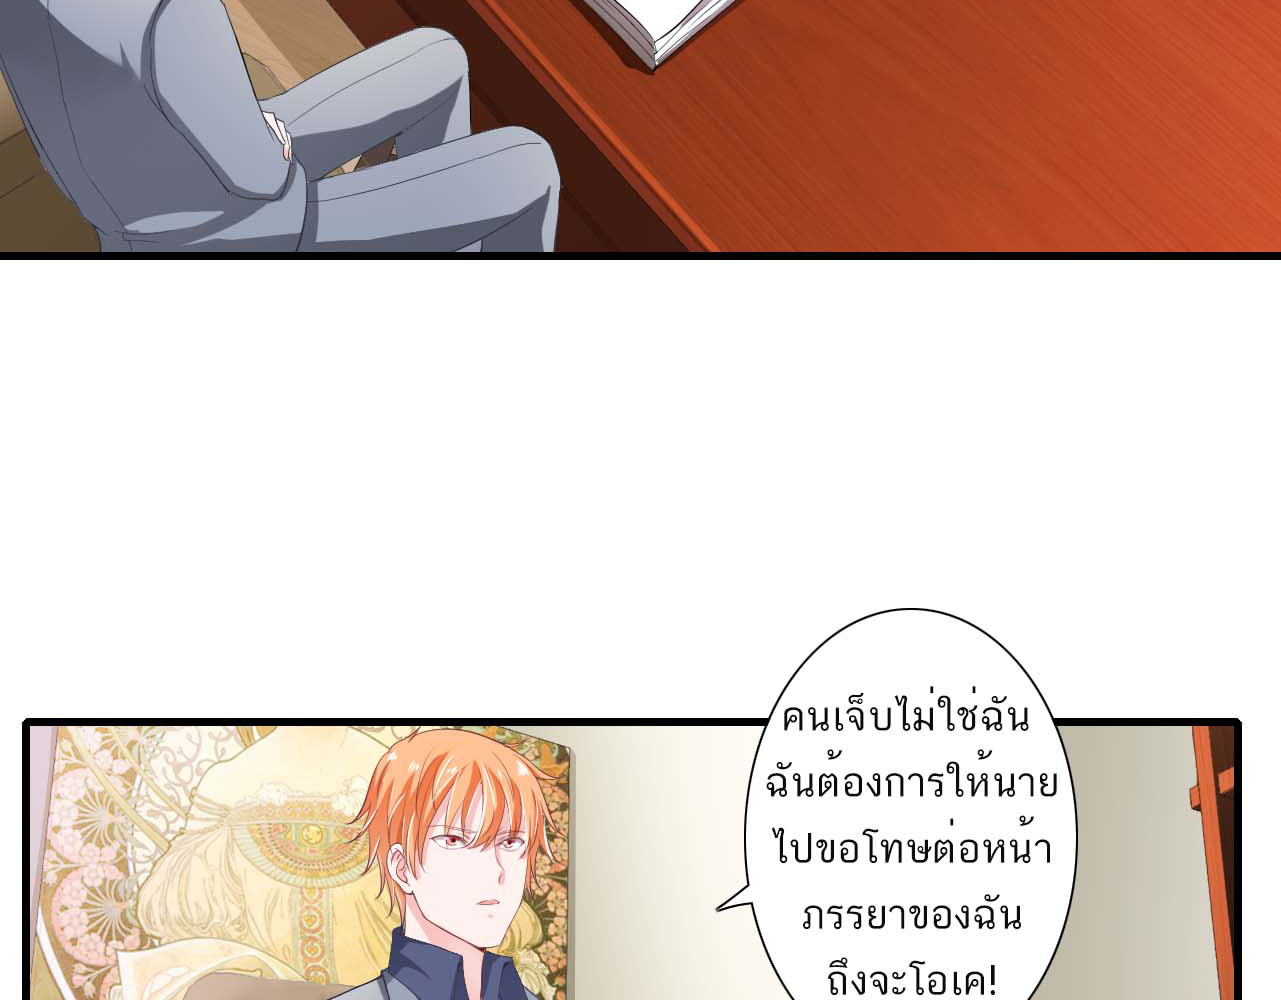 คนเจ็บไม่ใช่ฉัน
ฉันต้องการให้นาย
ไปขอโทษต่อหน้า
ภรรยาของฉัน
ถึงจะโอเค!